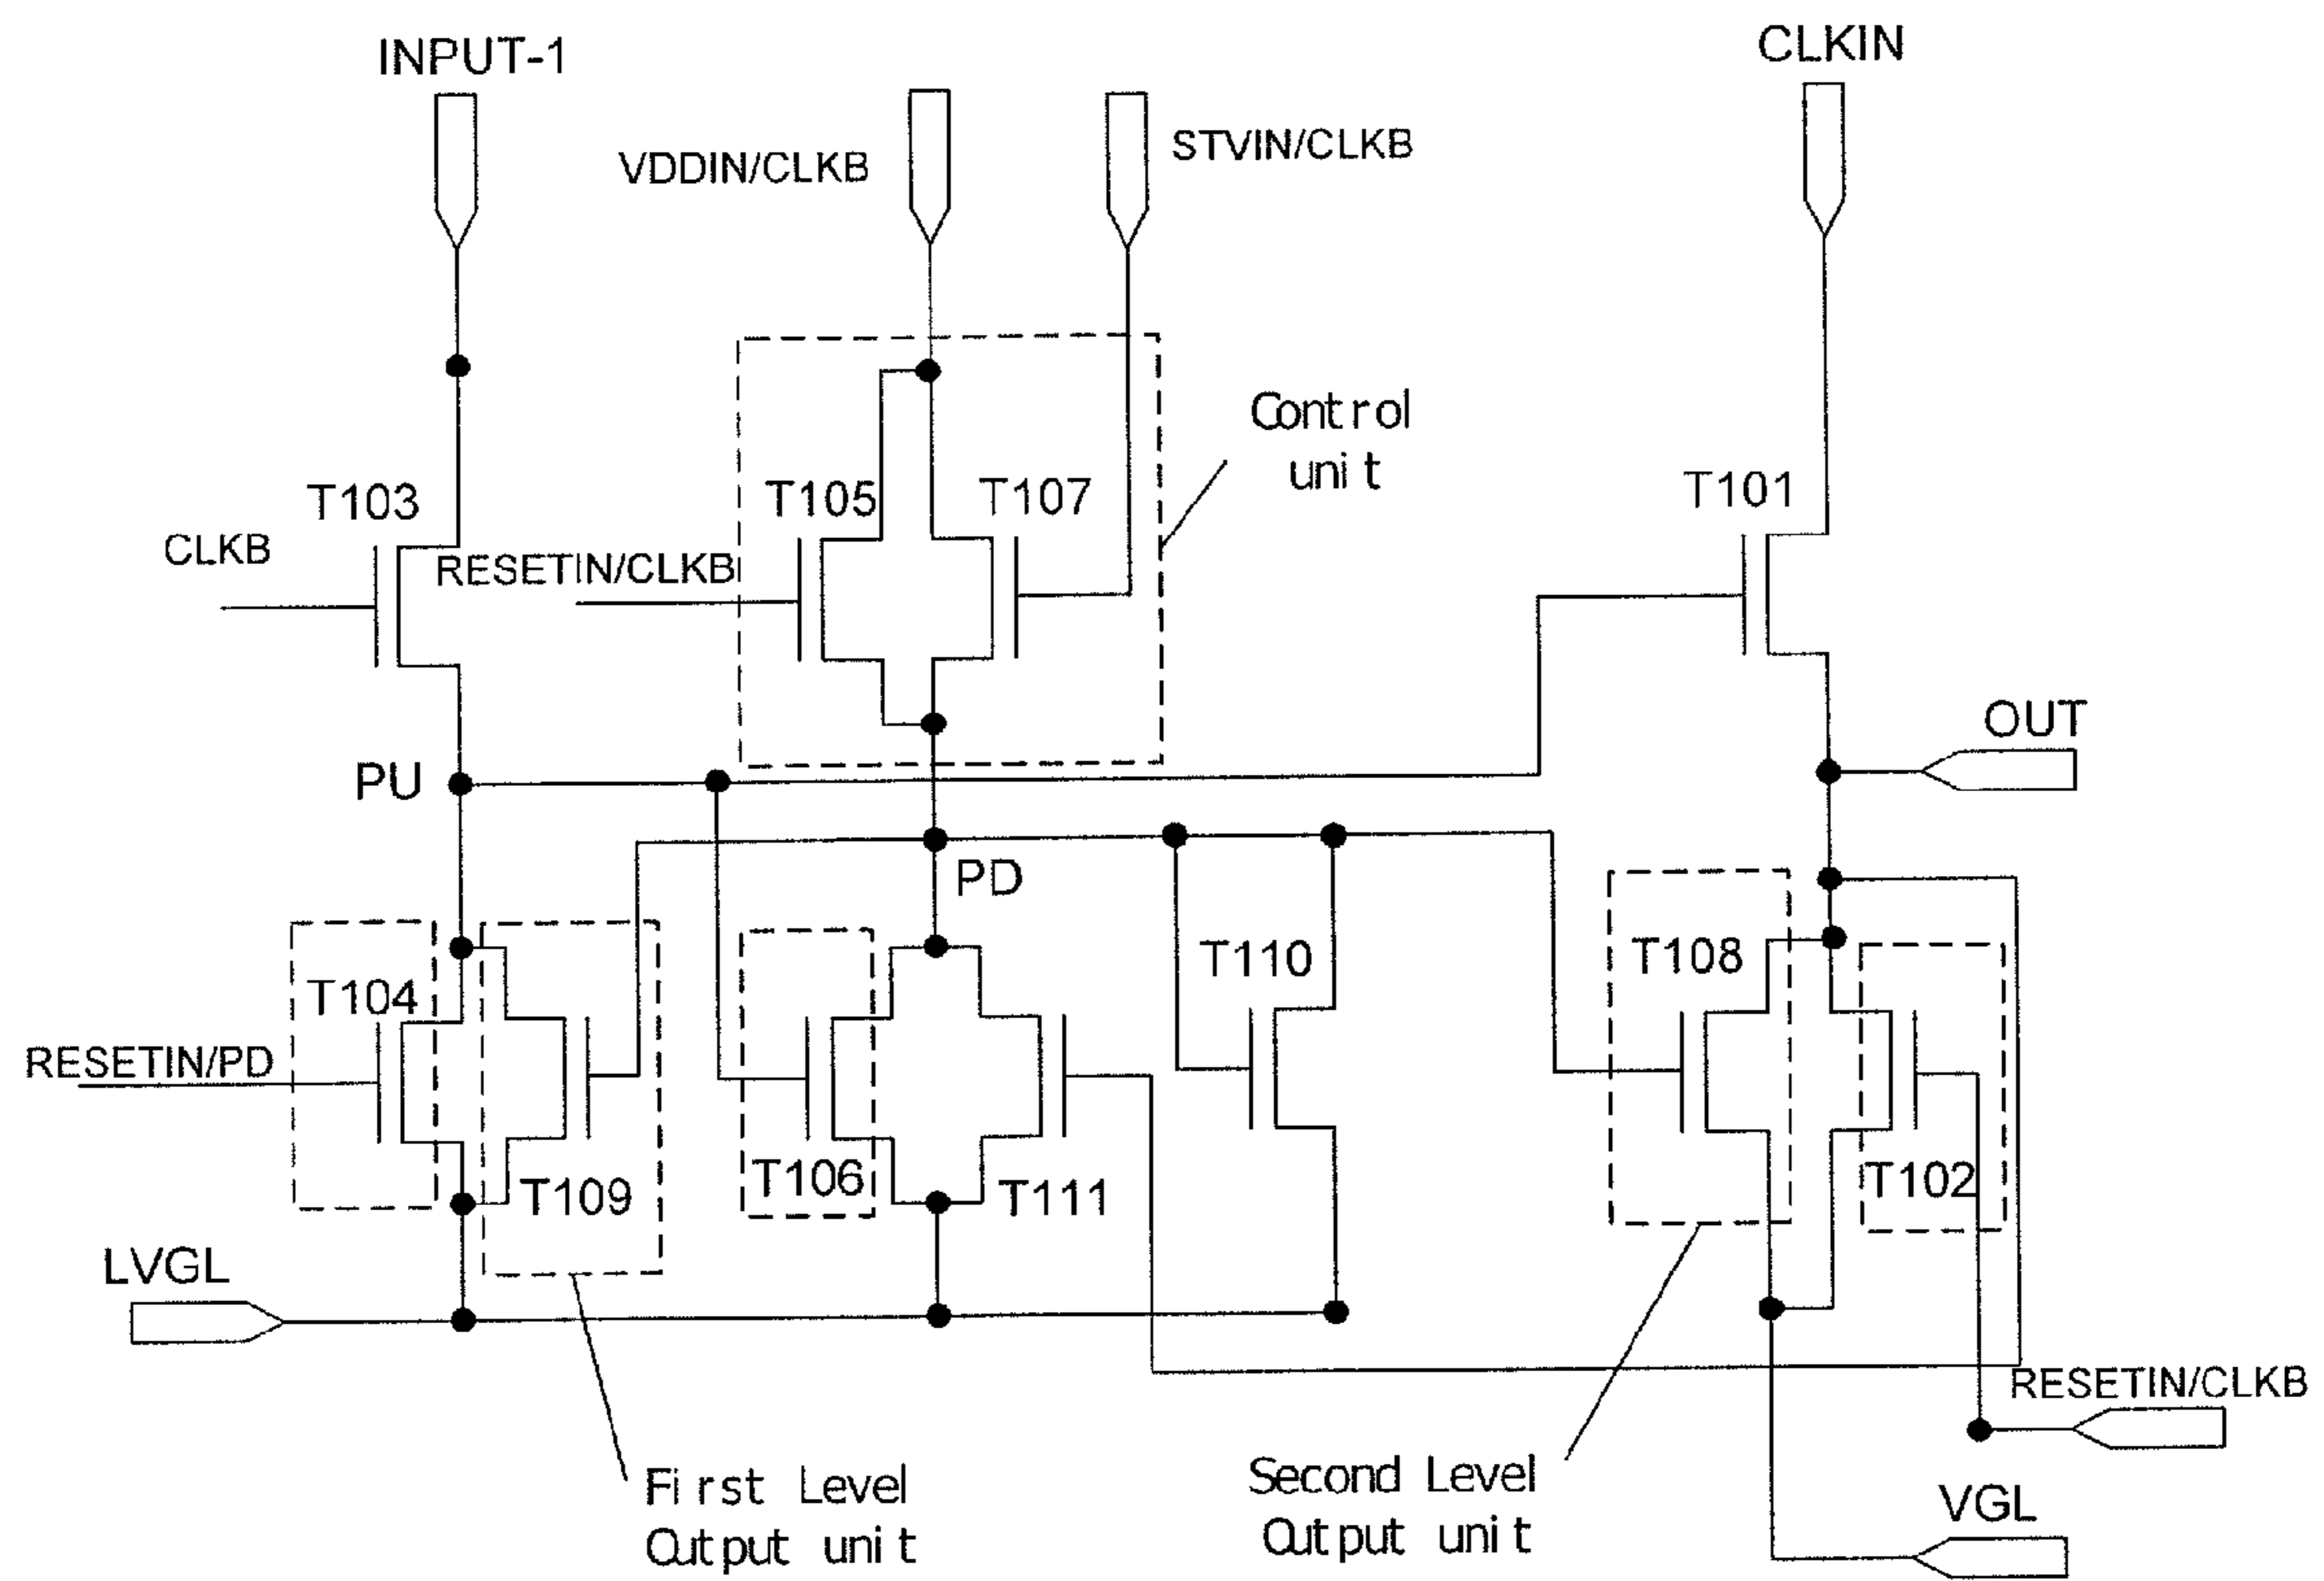 INPUT-1
CLKIN
VDDIN/CLKB
STVIN/CLKB
Control
unit
T103
T105
T107
T101
CLKB
RESETIN/CLKB
OUT
PU
PD
T104
T110
T108
RESETIN/PD
T109
T106
T111
T102
LVGL
RESETIN/CLKB
First Level
Output unit
Second Level
Output unit
VGL